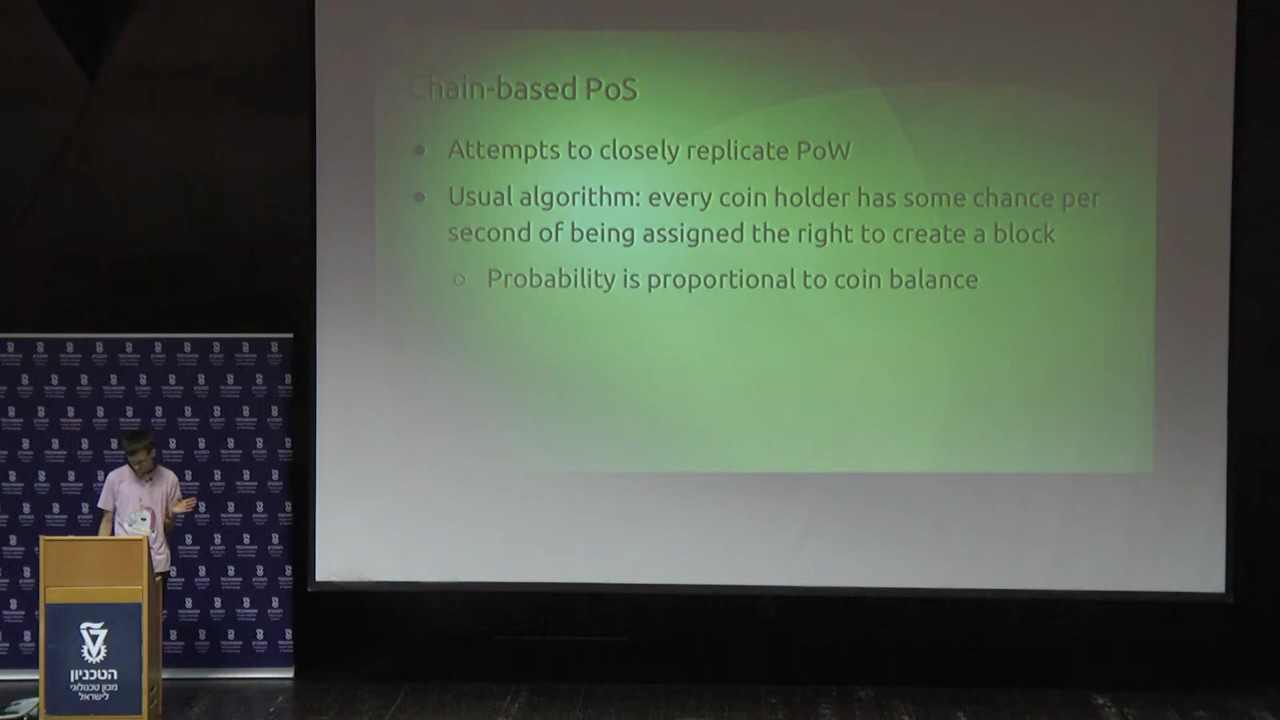 Chain-based PoS
Attempts to closely replicate PoW
Usual algorithm: every coin holder has some chance per
second of being assigned the right to create a block
Probability is proportional to coin balance
הטכניון
מכון טכנולוגי
לישראל